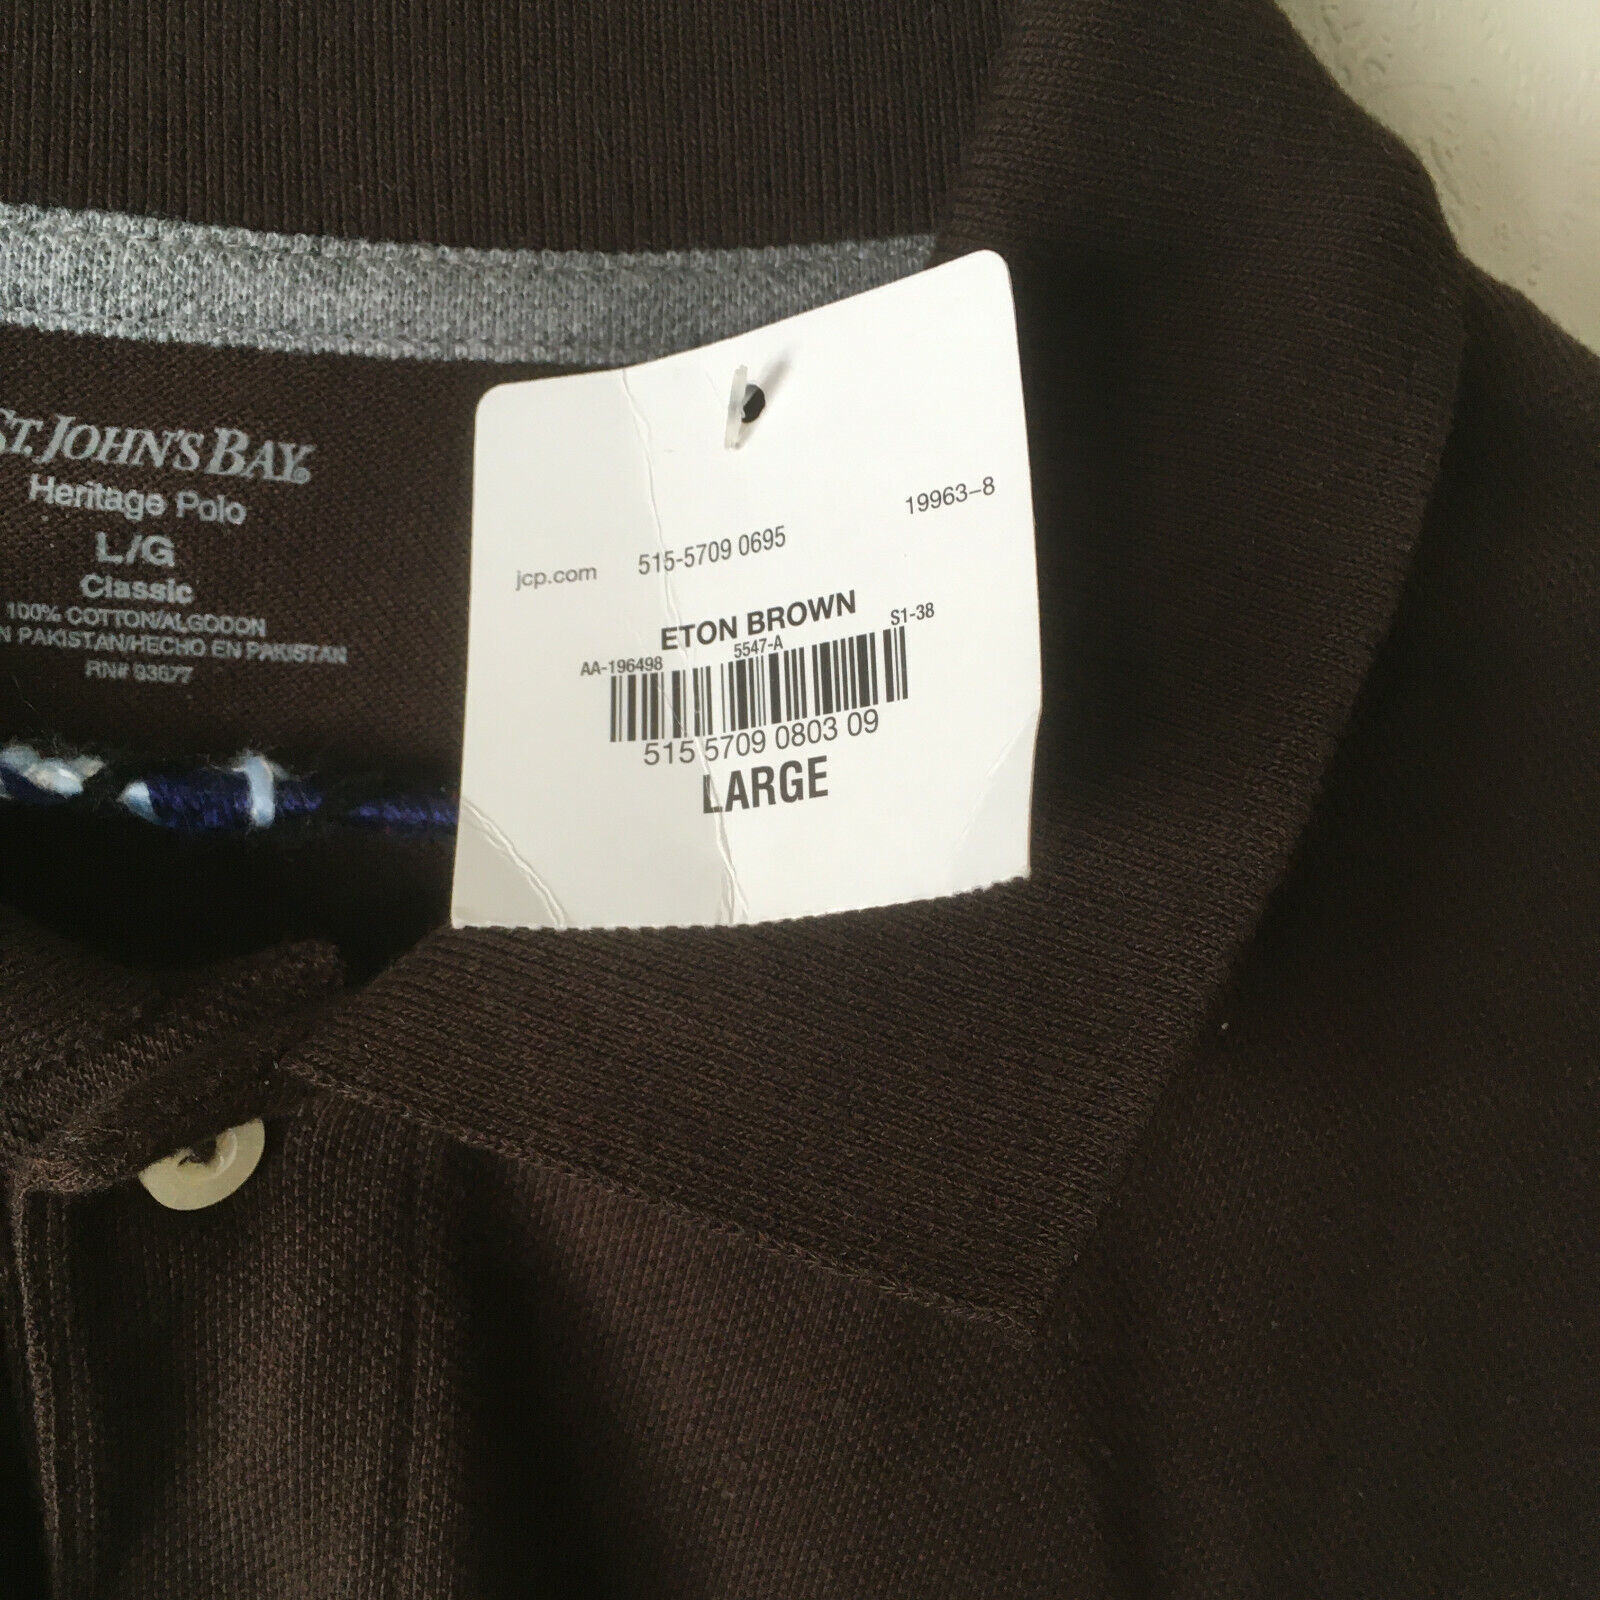 ST. JOHN'S BAY
Heritage Polo
L/G
Classic
100% COTTON/ALGODON
N PAKISTAN/HECHO EN PAKISTAN
RN# 93677
19963-8
jcp.com 515-5709 0695
ETON BROWN
AA-196498 5547-A S1-38
515 5709 0803 09
LARGE